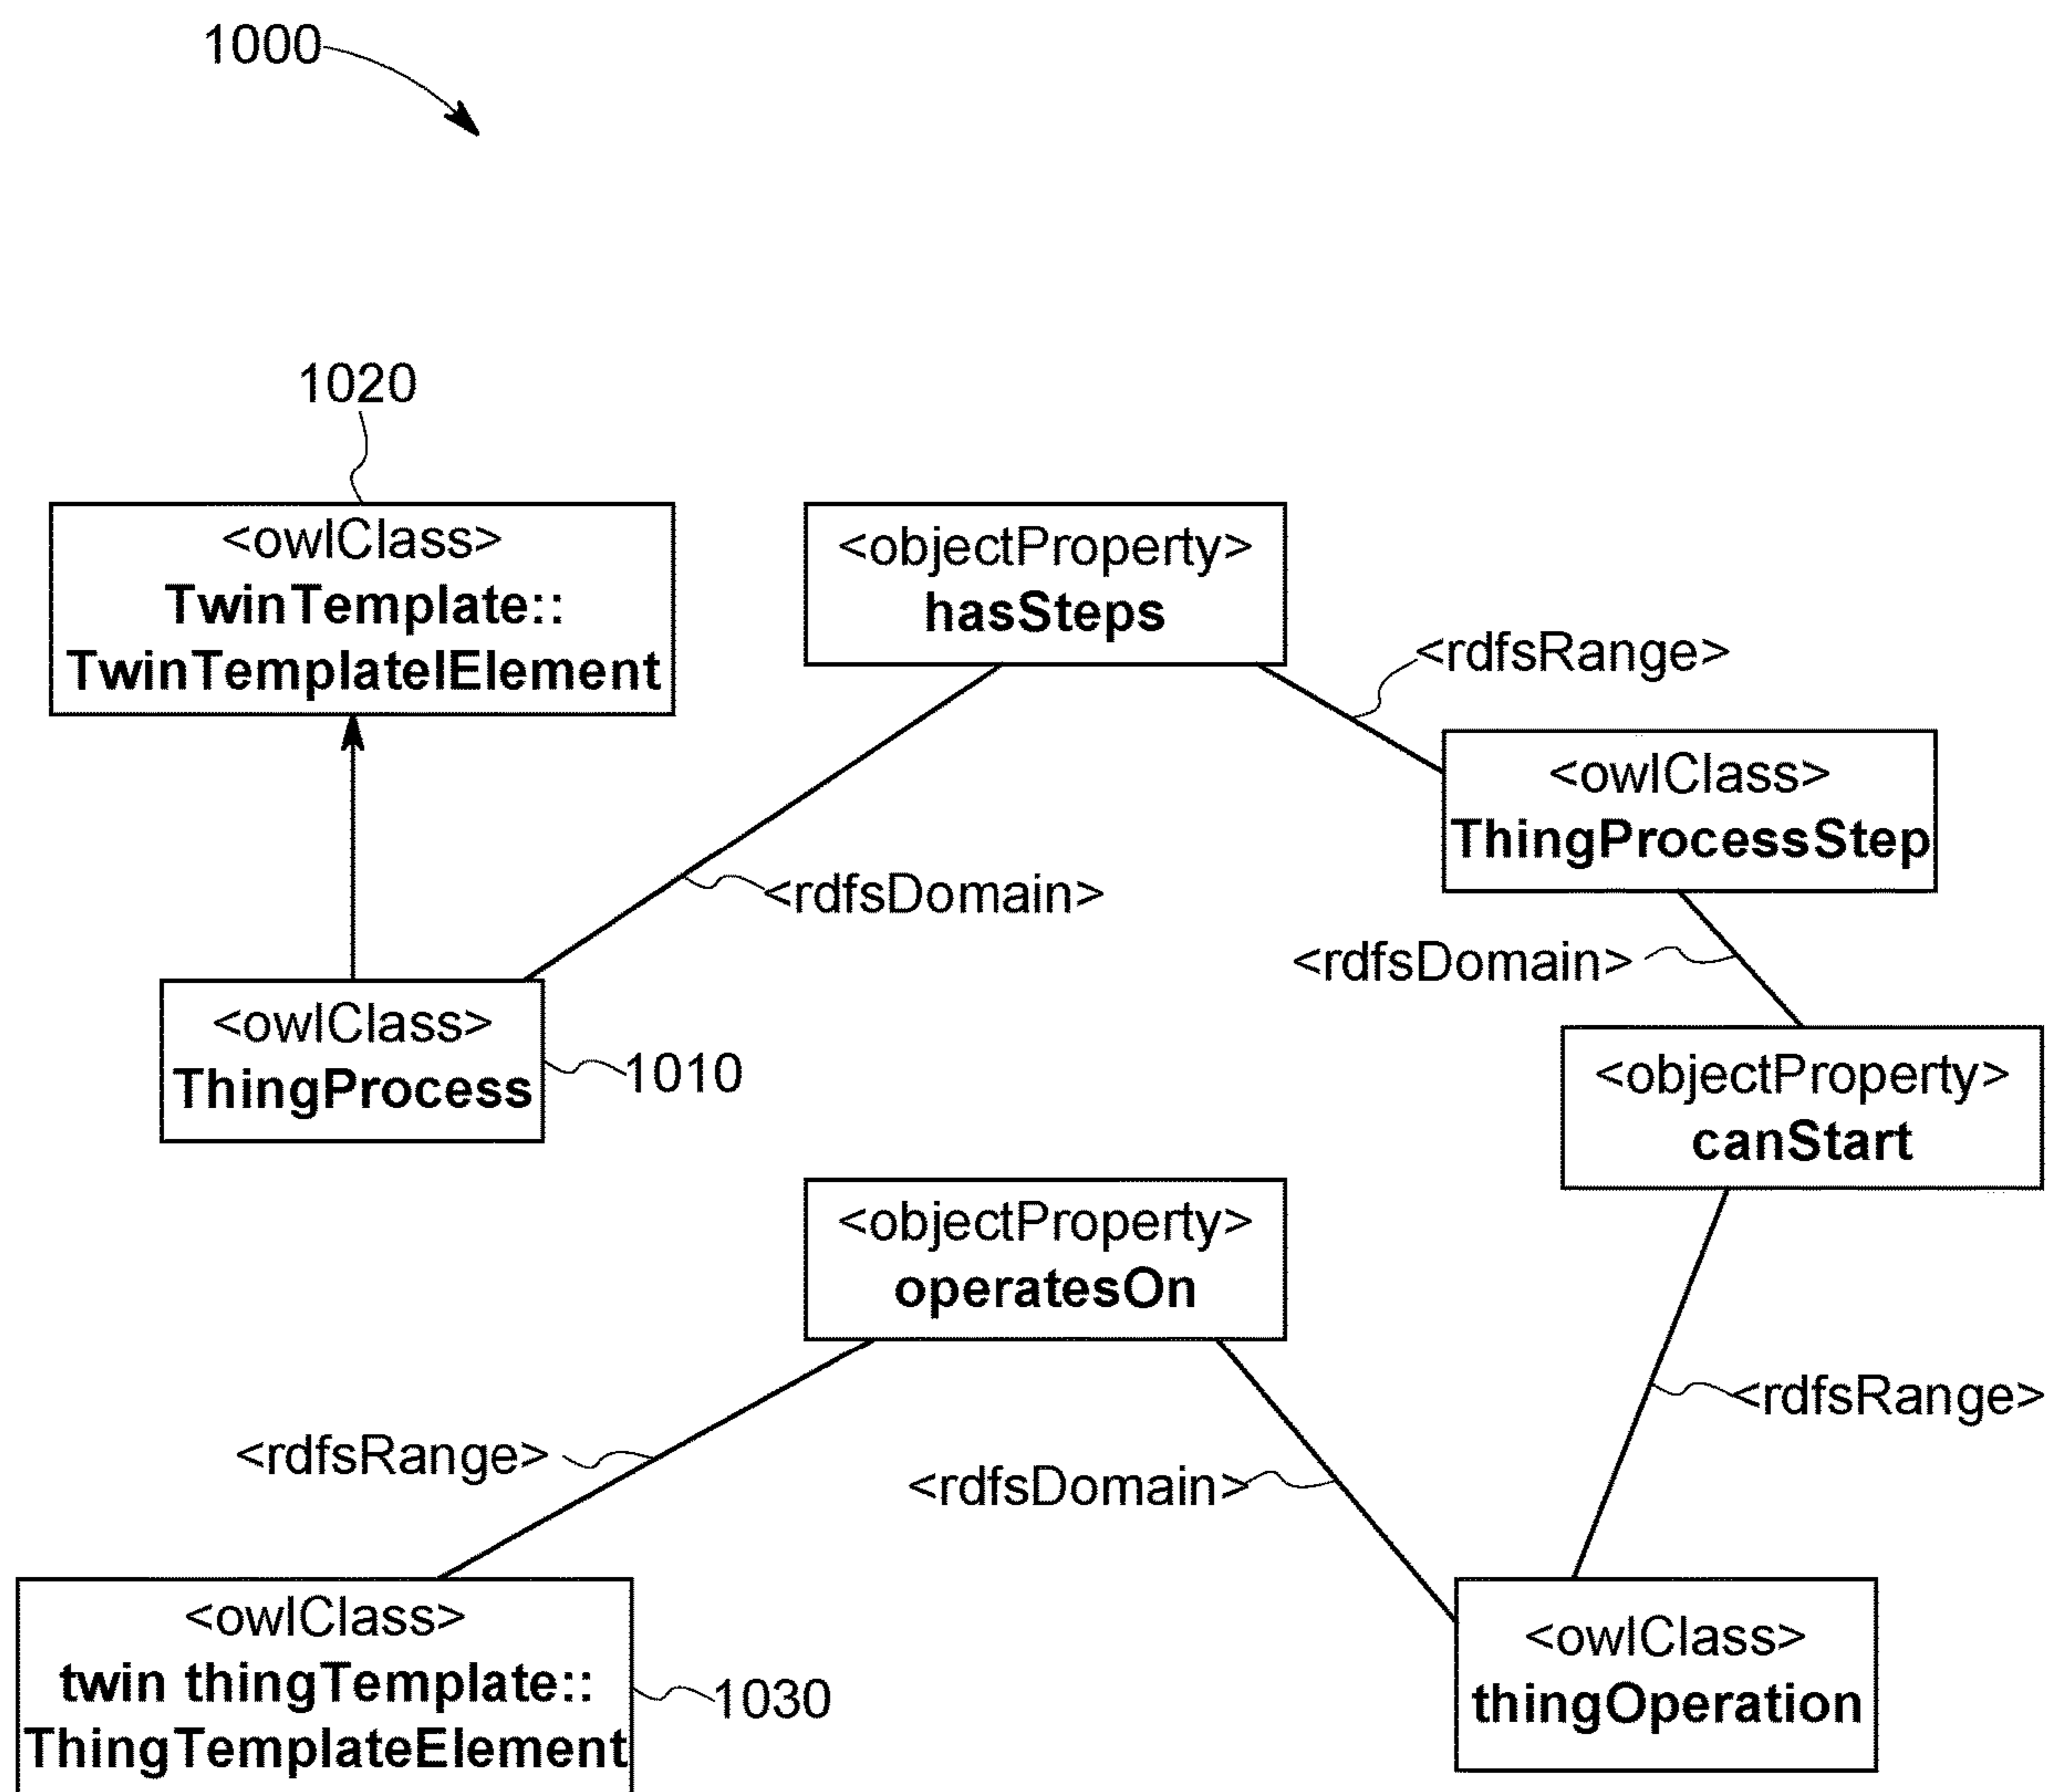 1000
1020
<owlClass>
TwinTemplate::
TwinTemplatelElement
<objectProperty>
hasSteps
<rdfsRange>
<owlClass>
ThingProcessStep
<rdfsDomain>
<rdfsDomain>
<owlClass>
ThingProcess
1010
<objectProperty>
canStart
<objectProperty>
operatesOn
<rdfsRange>
<rdfsRange>
<rdfsDomain>
<owlClass>
twin thingTemplate::
ThingTemplateElement
1030
<owlClass>
thingOperation